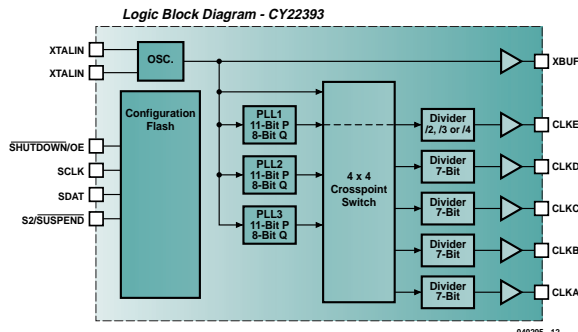 Logic Block Diagram - CY22393
XTALIN
XTALIN
OSC.
XBUF
Configuration
Flash
SHUTDOWN/OE
SCLK
SDAT
S2/SUSPEND
PLL1
11-Bit P
8-Bit Q
PLL2
11-Bit P
8-Bit Q
PLL3
11-Bit P
8-Bit Q
4 x 4
Crosspoint
Switch
Divider
/2, /3 or /4
CLKE
Divider
7-Bit
CLKD
Divider
7-Bit
CLKC
Divider
7-Bit
CLKB
Divider
7-Bit
CLKA